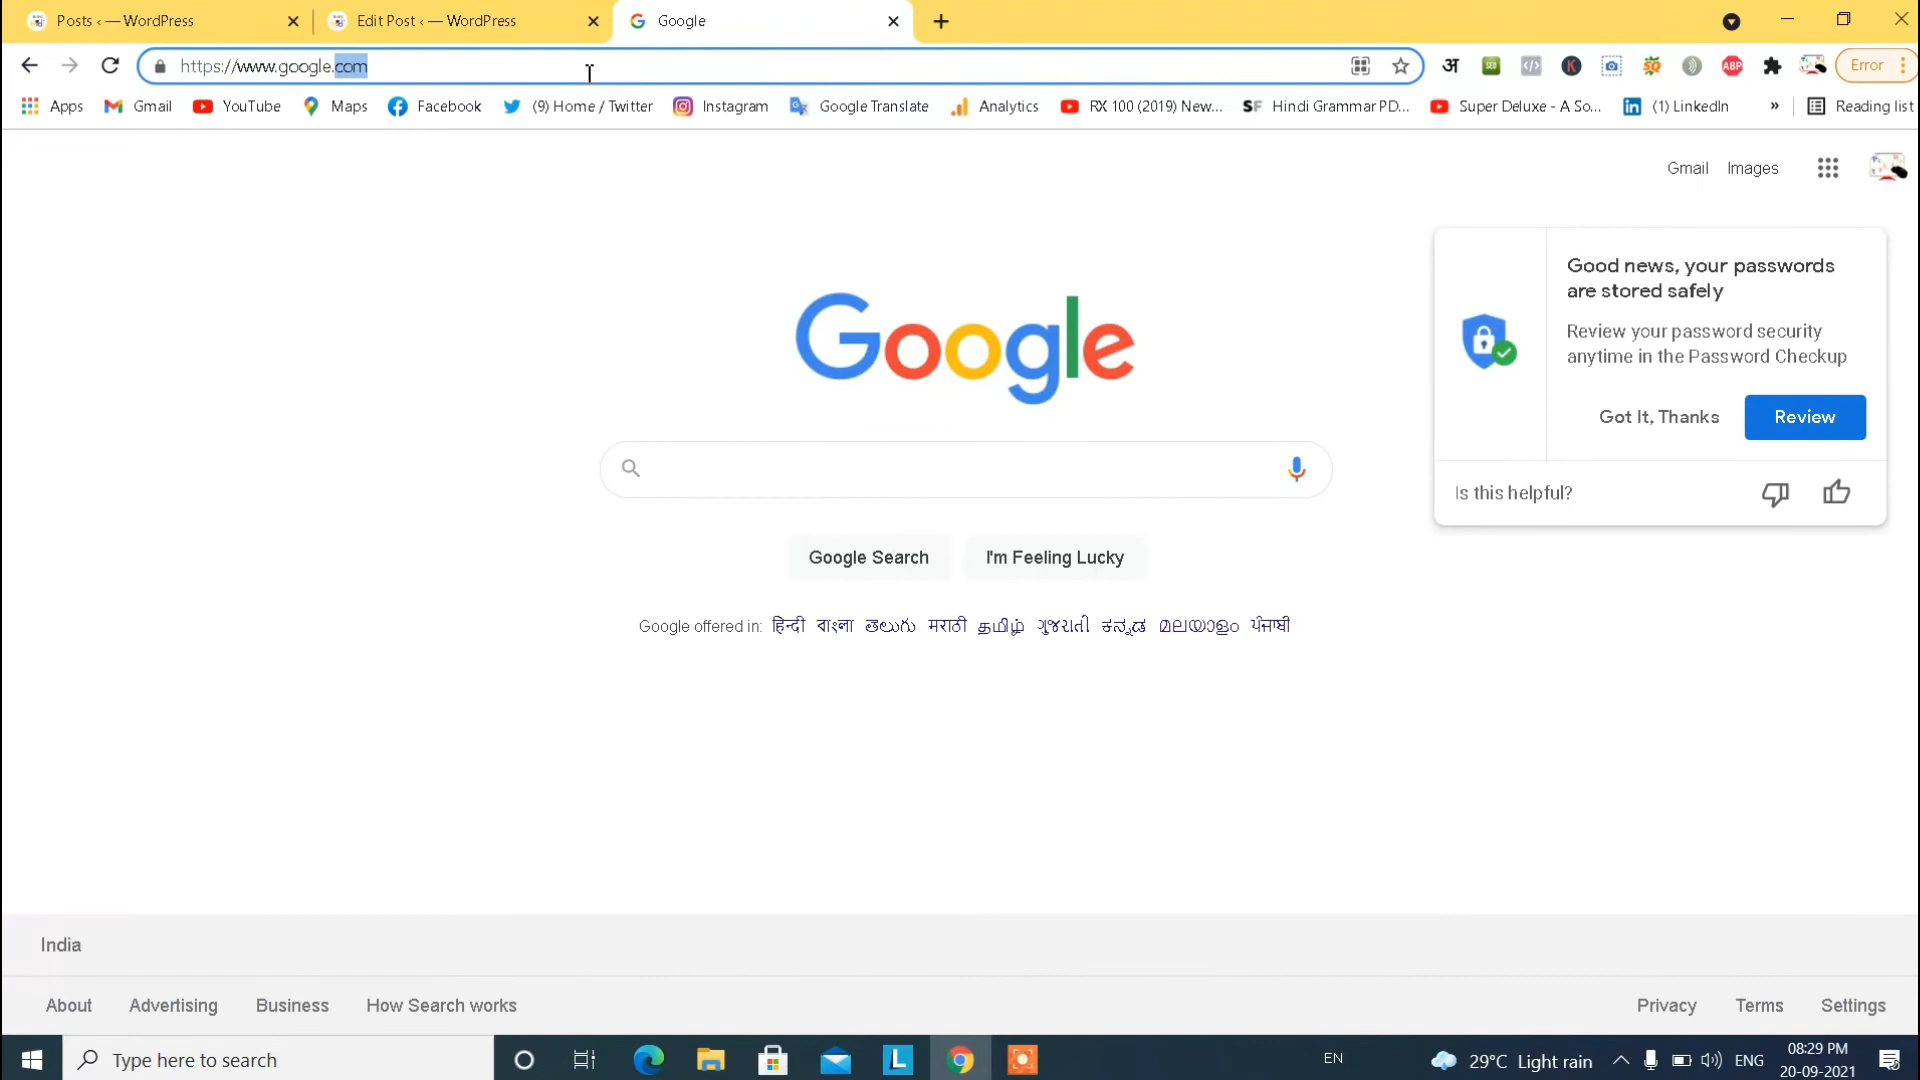 Posts ‹ — WordPress
Edit Post ‹ — WordPress
Google
https://www.google.com
Error
Apps
Gmail
YouTube
Maps
Facebook
(9) Home / Twitter
Instagram
Google Translate
Analytics
RX 100 (2019) New...
SF Hindi Grammar PD...
Super Deluxe - A So...
(1) LinkedIn
»
Reading list
Gmail
Images
Google
Good news, your passwords
are stored safely
Review your password security
anytime in the Password Checkup
Got It, Thanks
Review
Is this helpful?
Google Search
I'm Feeling Lucky
Google offered in: हिन्दी বাংলা తెలుగు मराठी தமிழ் ગુજરાતી ಕನ್ನಡ മലയാളം ਪੰਜਾਬੀ
India
About
Advertising
Business
How Search works
Privacy
Terms
Settings
Type here to search
EN
29°C Light rain
ENG
08:29 PM
20-09-2021